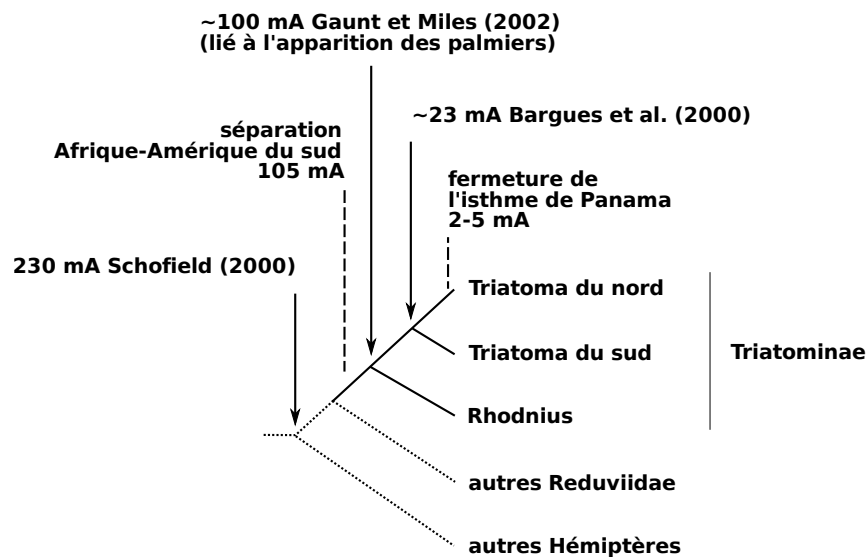 ~100 mA Gaunt et Miles (2002)
(lié à l'apparition des palmiers)
~23 mA Bargues et al. (2000)
séparation
Afrique-Amérique du sud
105 mA
fermeture de
l'isthme de Panama
2-5 mA
230 mA Schofield (2000)
Triatoma du nord
Triatoma du sud
Triatominae
Rhodnius
autres Reduviidae
autres Hémiptères